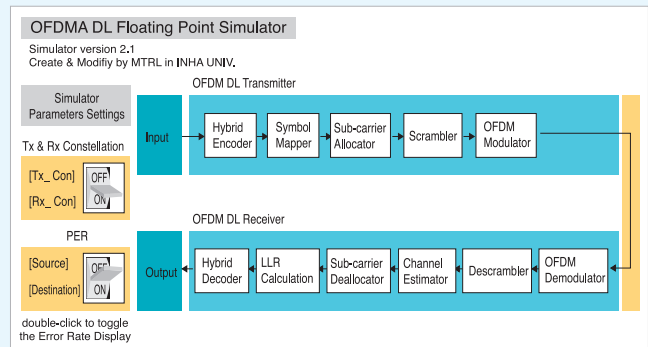 OFDMA DL Floating Point Simulator
Simulator version 2.1
Create & Modifiy by MTRL in INHA UNIV.
Simulator
Parameters Settings
Tx & Rx Constellation
[Tx_ Con]
[Rx_ Con]
OFF
ON
PER
[Source]
[Destination]
OFF
ON
double-click to toggle
the Error Rate Display
OFDM DL Transmitter
Input
Hybrid
Encoder
Symbol
Mapper
Sub-carrier
Allocator
Scrambler
OFDM
Modulator
OFDM DL Receiver
Output
Hybrid
Decoder
LLR
Calculation
Sub-carrier
Deallocator
Channel
Estimator
Descrambler
OFDM
Demodulator